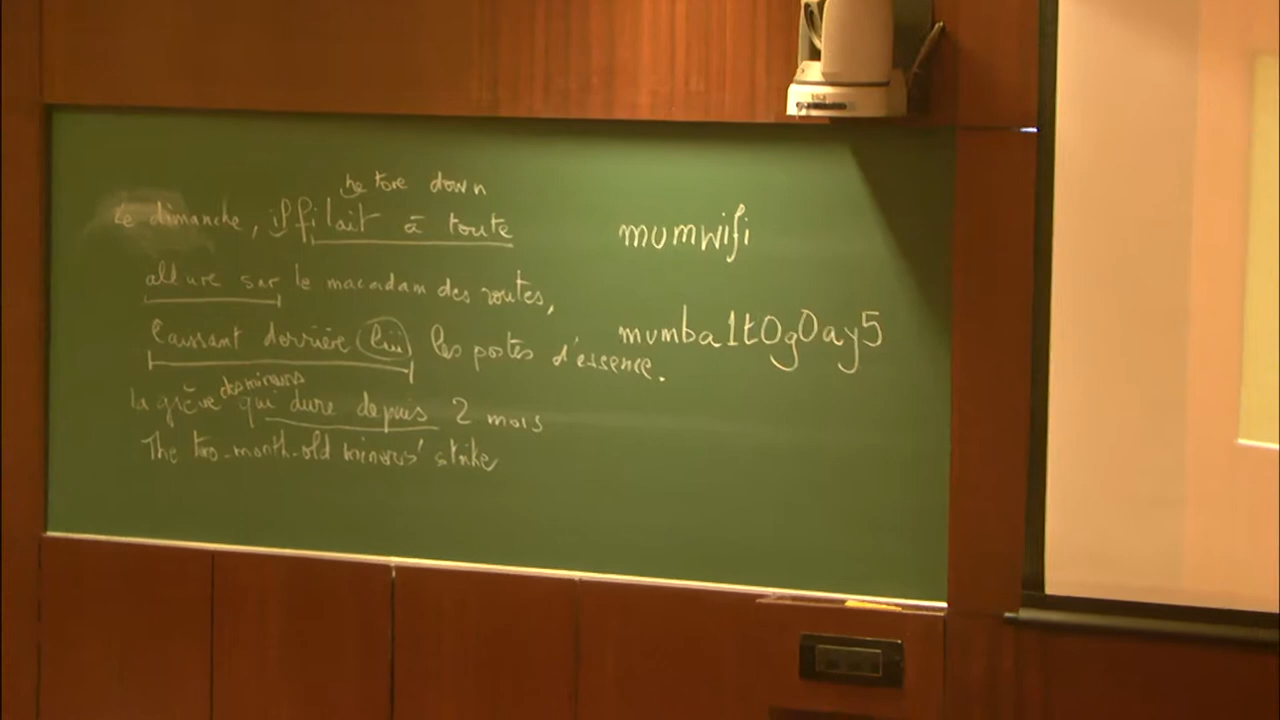 he tore down
le dimanche, il filait à toute
allure sur le macadam des routes,
laissant derrière lui les postes d'essence.
des mineurs
la grève qui dure depuis 2 mois
The two-month-old miners' strike
mumwifi
mumba1t0g0ay5